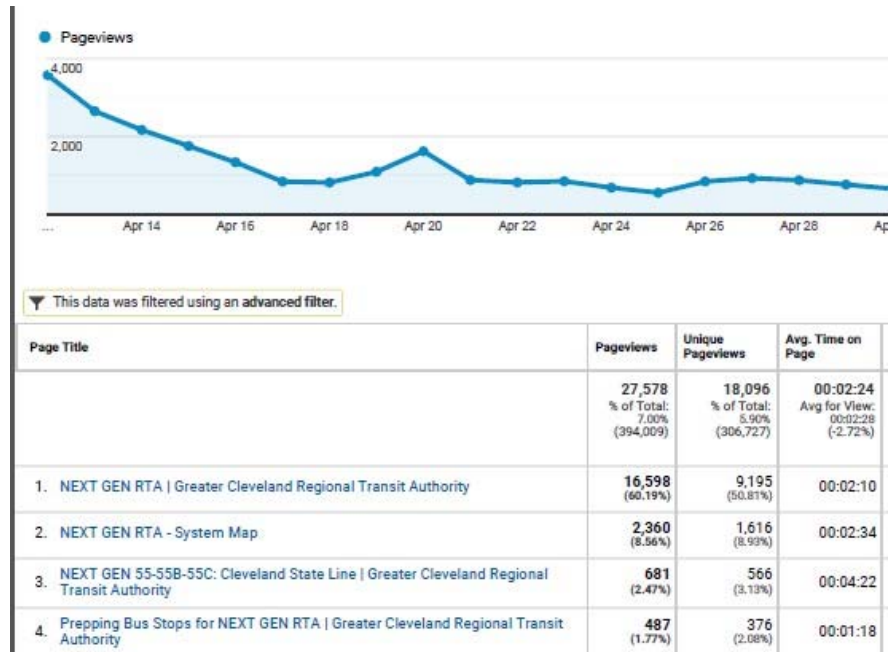 Pageviews
4,000
2,000
... Apr 14 Apr 16 Apr 18 Apr 20 Apr 22 Apr 24 Apr 26 Apr 28 Ap
This data was filtered using an advanced filter.
Page Title Pageviews Unique Pageviews Avg. Time on Page
27,578 18,096 00:02:24
% of Total: % of Total: Avg for View:
7.00% 5.90% 00:02:28
(394,009) (306,727) (-2.72%)
1. NEXT GEN RTA | Greater Cleveland Regional Transit Authority 16,598 9,195 00:02:10
(60.19%) (50.81%)
2. NEXT GEN RTA - System Map 2,360 1,616 00:02:34
(8.56%) (8.93%)
3. NEXT GEN 55-55B-55C: Cleveland State Line | Greater Cleveland Regional 681 566 00:04:22
Transit Authority (2.47%) (3.13%)
4. Prepping Bus Stops for NEXT GEN RTA | Greater Cleveland Regional Transit 487 376 00:01:18
Authority (1.77%) (2.08%)